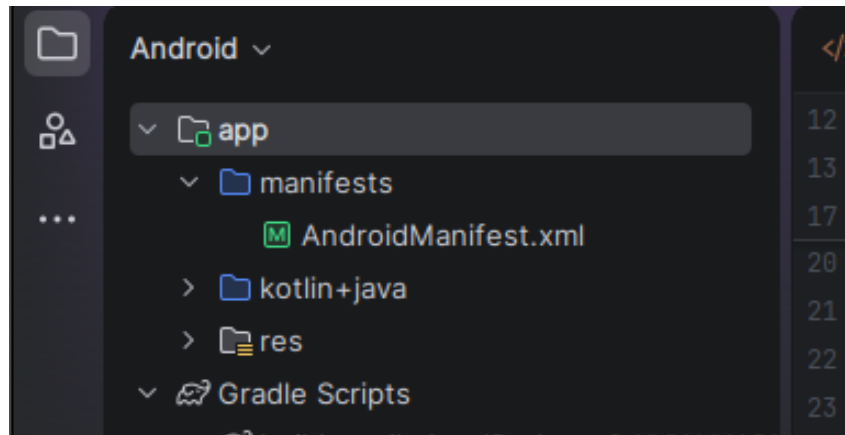 Android
</
app
12
manifests
13
M AndroidManifest.xml
17
kotlin+java
20
21
res
22
Gradle Scripts
23